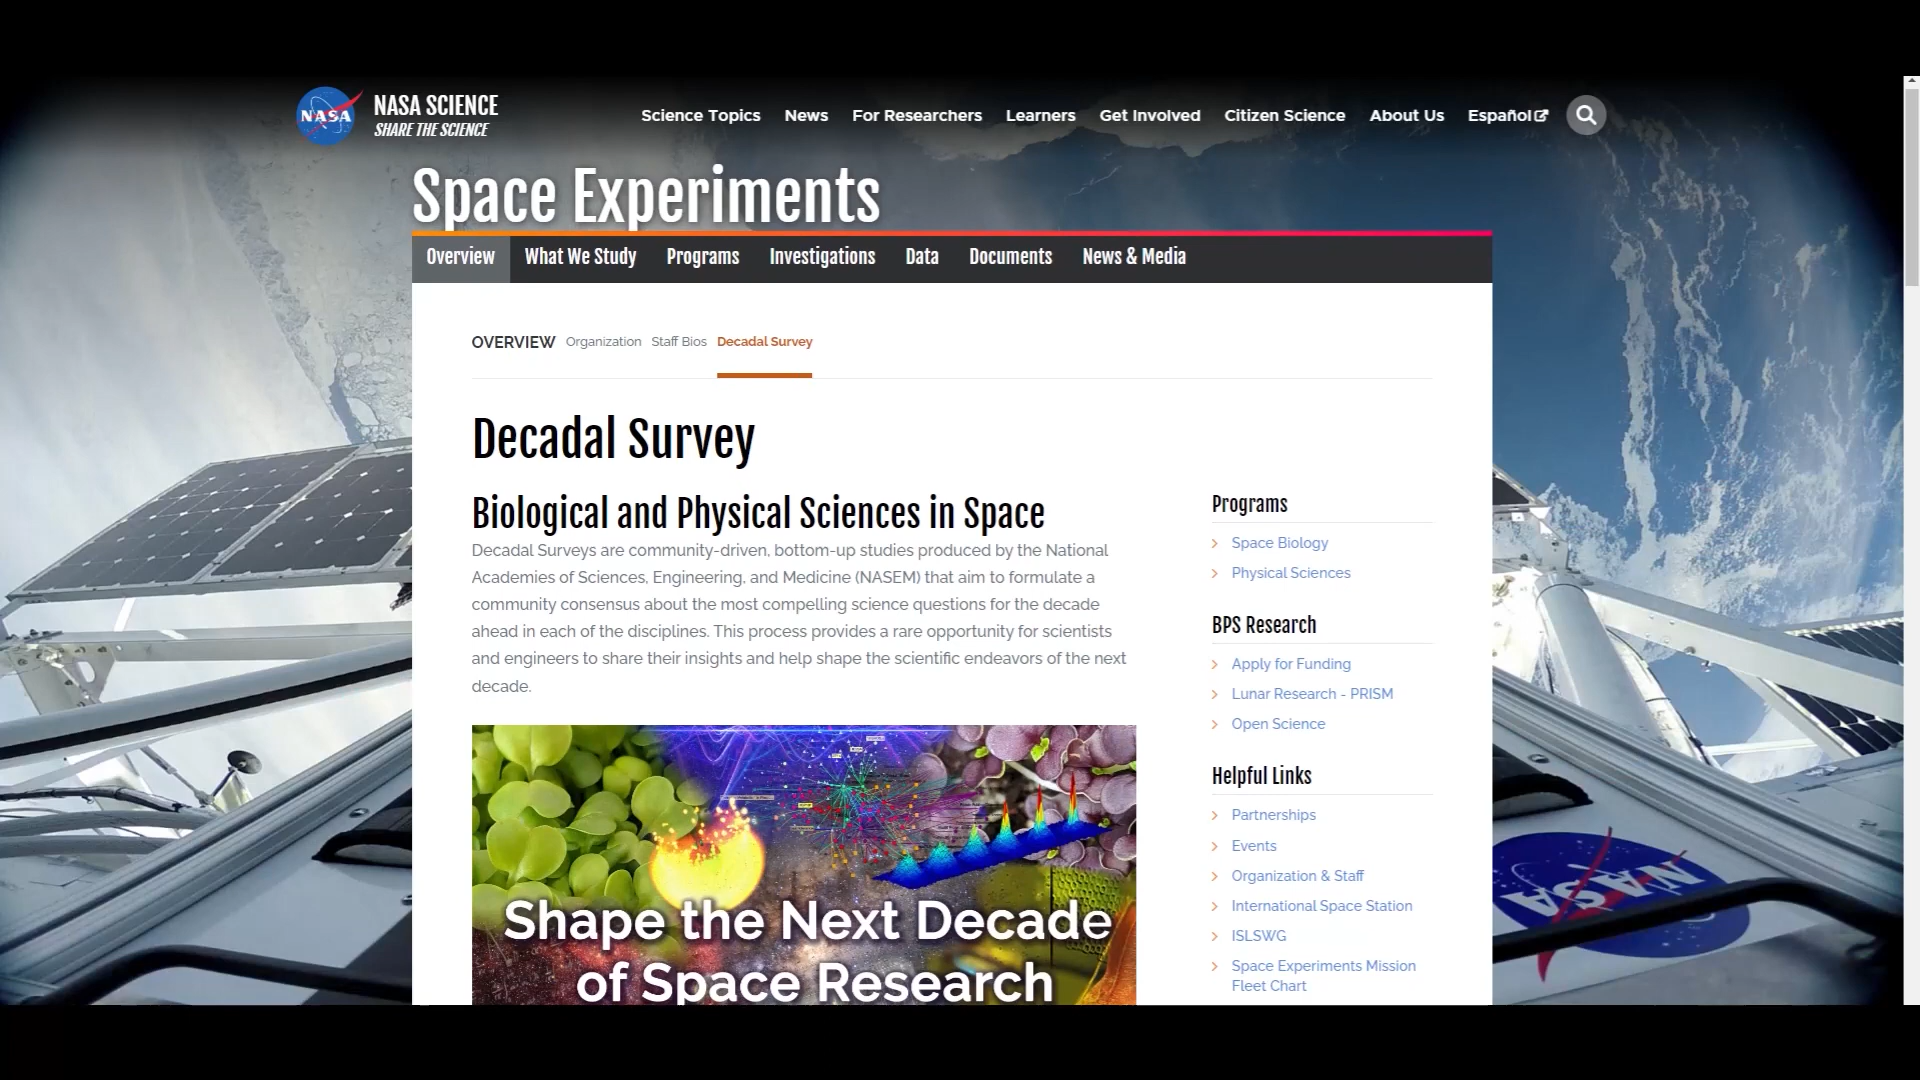 NASA
NASA SCIENCE
SHARE THE SCIENCE
Science Topics News For Researchers Learners Get Involved Citizen Science About Us Español
Space Experiments
Overview What We Study Programs Investigations Data Documents News & Media
OVERVIEW Organization Staff Bios Decadal Survey
Decadal Survey
Biological and Physical Sciences in Space
Decadal Surveys are community-driven, bottom-up studies produced by the National
Academies of Sciences, Engineering, and Medicine (NASEM) that aim to formulate a
community consensus about the most compelling science questions for the decade
ahead in each of the disciplines. This process provides a rare opportunity for scientists
and engineers to share their insights and help shape the scientific endeavors of the next
decade.
Shape the Next Decade
of Space Research
Programs
Space Biology
Physical Sciences
BPS Research
Apply for Funding
Lunar Research - PRISM
Open Science
Helpful Links
Partnerships
Events
Organization & Staff
International Space Station
ISLSWG
Space Experiments Mission
Fleet Chart
NASA